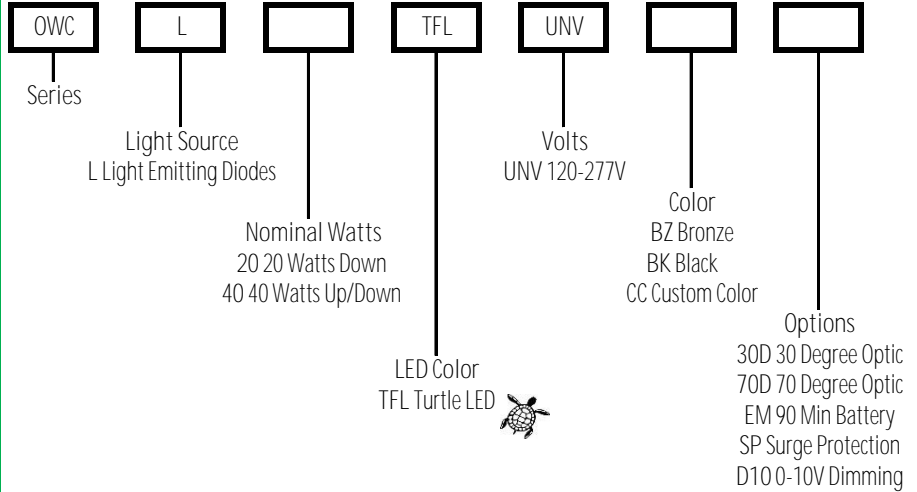 OWC L TFL UNV
Series
Light Source
L Light Emitting Diodes
Nominal Watts
20 20 Watts Down
40 40 Watts Up/Down
LED Color
TFL Turtle LED
Volts
UNV 120-277V
Color
BZ Bronze
BK Black
CC Custom Color
Options
30D 30 Degree Optic
70D 70 Degree Optic
EM 90 Min Battery
SP Surge Protection
D10 0-10V Dimming